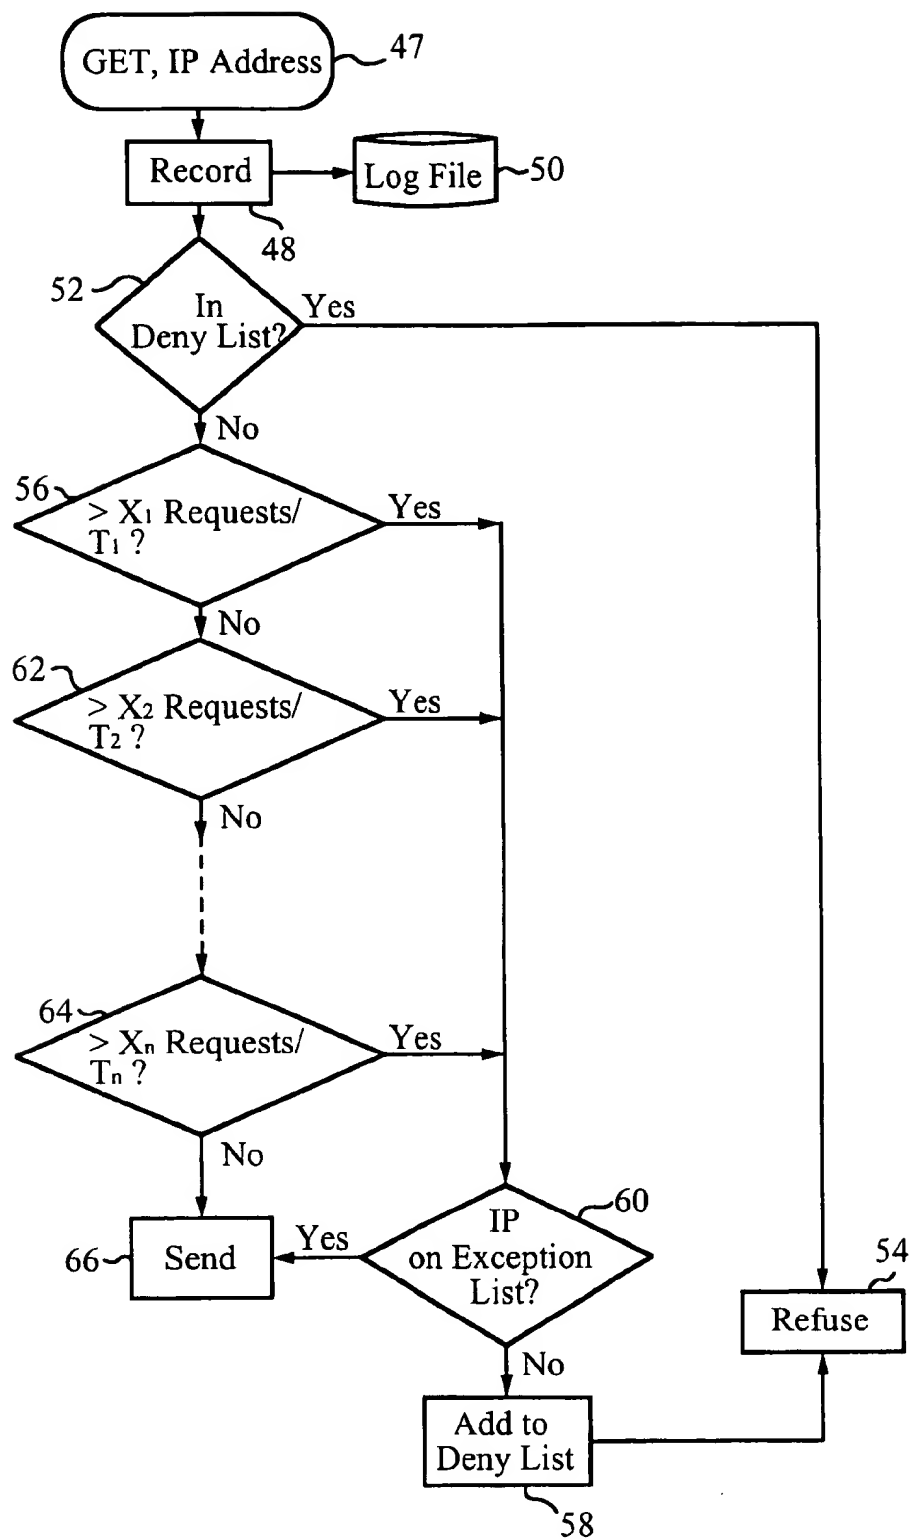 GET, IP Address
47
Record
Log File
50
48
52
In
Deny List?
Yes
No
56
> X₁ Requests/
T₁ ?
Yes
No
62
> X₂ Requests/
T₂ ?
Yes
No
64
> Xₙ Requests/
Tₙ ?
Yes
No
60
IP
on Exception
List?
Yes
66
Send
54
Refuse
No
Add to
Deny List
58